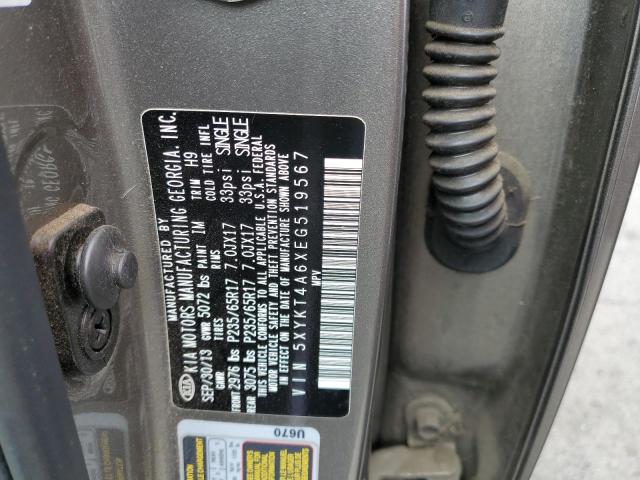 MANUFACTURED BY
KIA MOTORS MANUFACTURING GEORGIA, INC.
SEP/30/13 GVWR 5072 lbs PAINT 1M TRIM H9
GWR TIRES RIMS COLD TIRE INFL
FRONT 2976 lbs P235/65R17 7.0JX17 33psi SINGLE
REAR 3075 lbs P235/65R17 7.0JX17 33psi SINGLE
THIS VEHICLE CONFORMS TO ALL APPLICABLE U.S.A. FEDERAL
MOTOR VEHICLE SAFETY AND THEFT PREVENTION STANDARDS
IN EFFECT ON THE DATE OF MANUFACTURE SHOWN ABOVE
VIN 5XYKT4A6XEG519567
MPV
U670